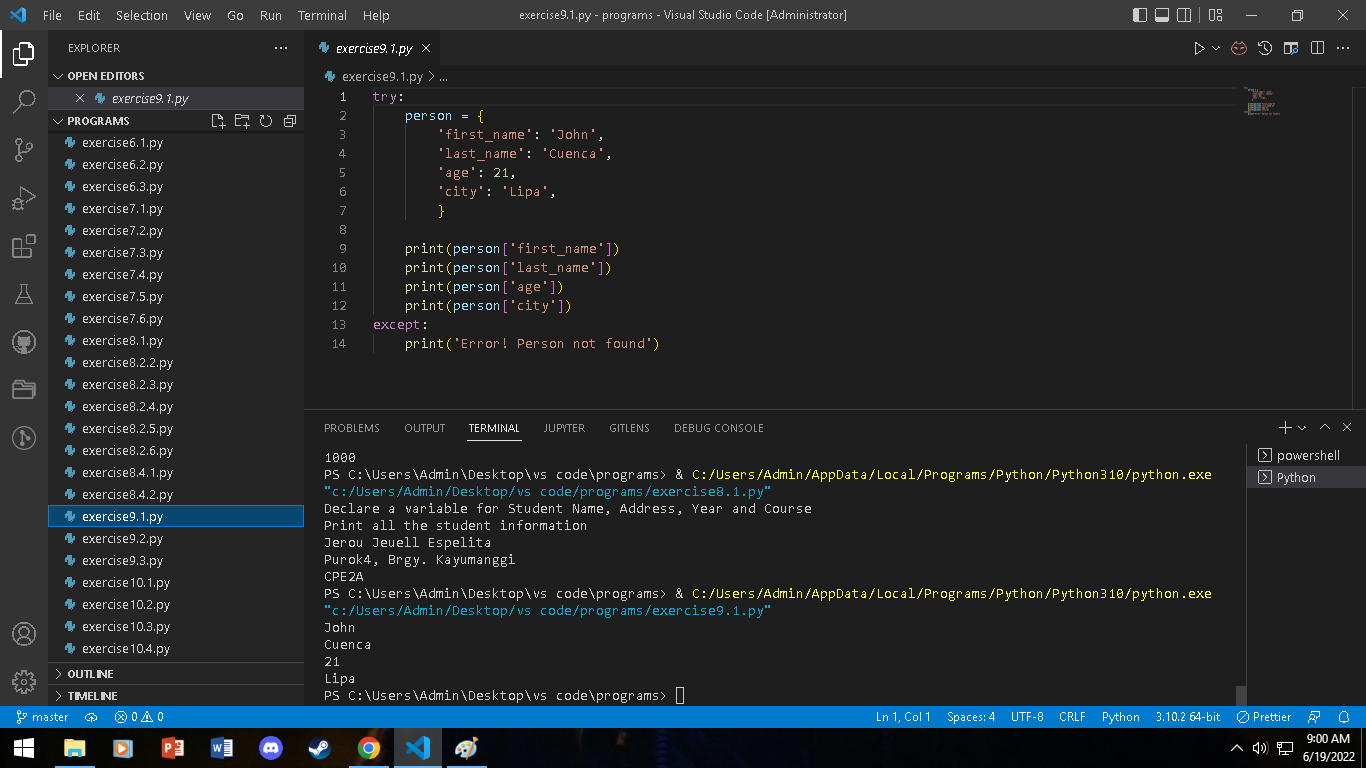 File Edit Selection View Go Run Terminal Help exercise9.1.py - programs - Visual Studio Code [Administrator]
EXPLORER
exercise9.1.py
OPEN EDITORS
exercise9.1.py > ...
exercise9.1.py
PROGRAMS
exercise6.1.py
exercise6.2.py
exercise6.3.py
exercise7.1.py
exercise7.2.py
exercise7.3.py
exercise7.4.py
exercise7.5.py
exercise7.6.py
exercise8.1.py
exercise8.2.2.py
exercise8.2.3.py
exercise8.2.4.py
exercise8.2.5.py
exercise8.2.6.py
exercise8.4.1.py
exercise8.4.2.py
exercise9.1.py
exercise9.2.py
exercise9.3.py
exercise10.1.py
exercise10.2.py
exercise10.3.py
exercise10.4.py
OUTLINE
TIMELINE
1 try:
2 person = {
3 'first_name': 'John',
4 'last_name': 'Cuenca',
5 'age': 21,
6 'city': 'Lipa',
7 }
8
9 print(person['first_name'])
10 print(person['last_name'])
11 print(person['age'])
12 print(person['city'])
13 except:
14 print('Error! Person not found')
PROBLEMS OUTPUT TERMINAL JUPYTER GITLENS DEBUG CONSOLE
1000
PS C:\Users\Admin\Desktop\vs code\programs> & C:/Users/Admin/AppData/Local/Programs/Python/Python310/python.exe
"c:/Users/Admin/Desktop/vs code/programs/exercise8.1.py"
Declare a variable for Student Name, Address, Year and Course
Print all the student information
Jerou Jeuell Espelita
Purok4, Brgy. Kayumanggi
CPE2A
PS C:\Users\Admin\Desktop\vs code\programs> & C:/Users/Admin/AppData/Local/Programs/Python/Python310/python.exe
"c:/Users/Admin/Desktop/vs code/programs/exercise9.1.py"
John
Cuenca
21
Lipa
PS C:\Users\Admin\Desktop\vs code\programs>
powershell
Python
master 0 0 Ln 1, Col 1 Spaces: 4 UTF-8 CRLF Python 3.10.2 64-bit Prettier
9:00 AM
6/19/2022